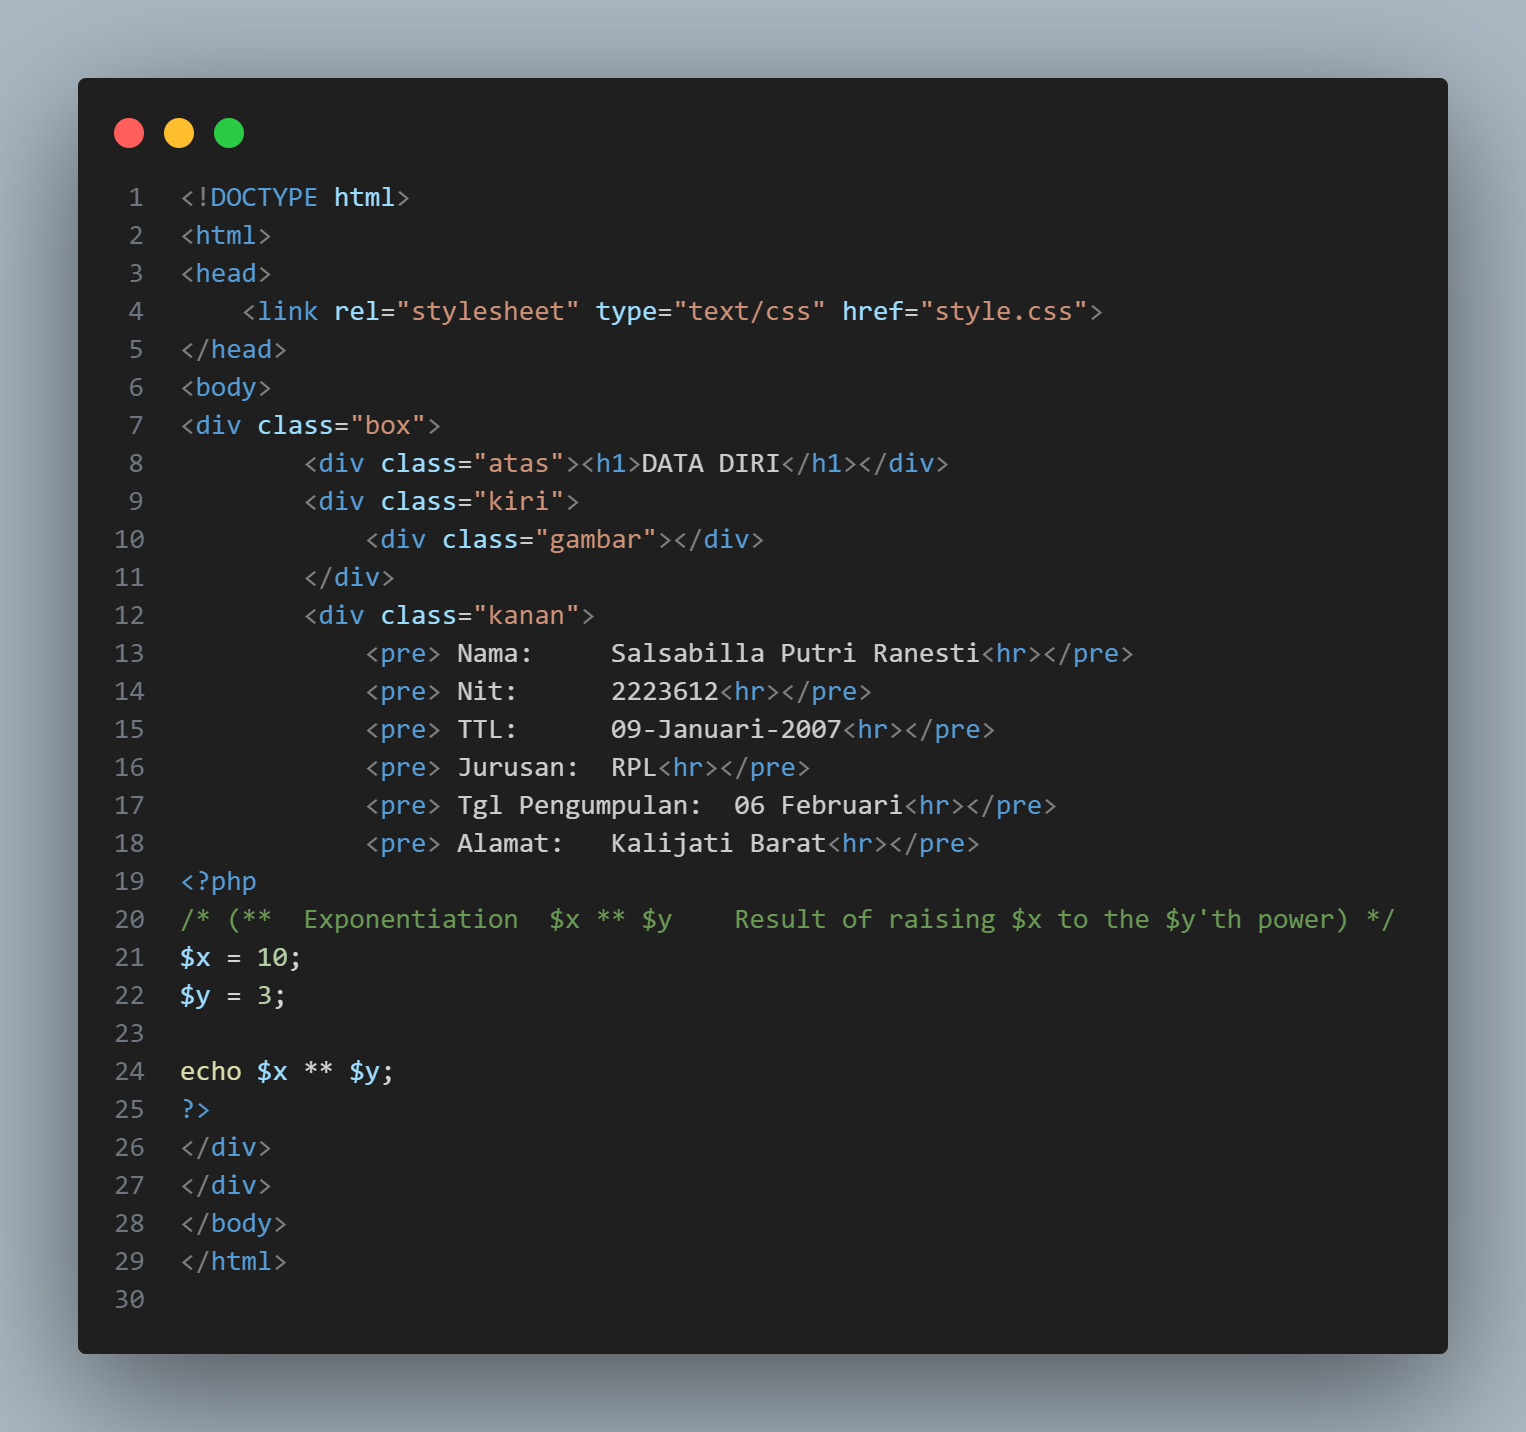 1 <!DOCTYPE html>
2 <html>
3 <head>
4     <link rel="stylesheet" type="text/css" href="style.css">
5 </head>
6 <body>
7 <div class="box">
8         <div class="atas"><h1>DATA DIRI</h1></div>
9         <div class="kiri">
10             <div class="gambar"></div>
11         </div>
12         <div class="kanan">
13             <pre> Nama:     Salsabilla Putri Ranesti<hr></pre>
14             <pre> Nit:      2223612<hr></pre>
15             <pre> TTL:      09-Januari-2007<hr></pre>
16             <pre> Jurusan:  RPL<hr></pre>
17             <pre> Tgl Pengumpulan:  06 Februari<hr></pre>
18             <pre> Alamat:   Kalijati Barat<hr></pre>
19 <?php
20 /* (**  Exponentiation  $x ** $y    Result of raising $x to the $y'th power) */
21 $x = 10;
22 $y = 3;
23
24 echo $x ** $y;
25 ?>
26 </div>
27 </div>
28 </body>
29 </html>
30